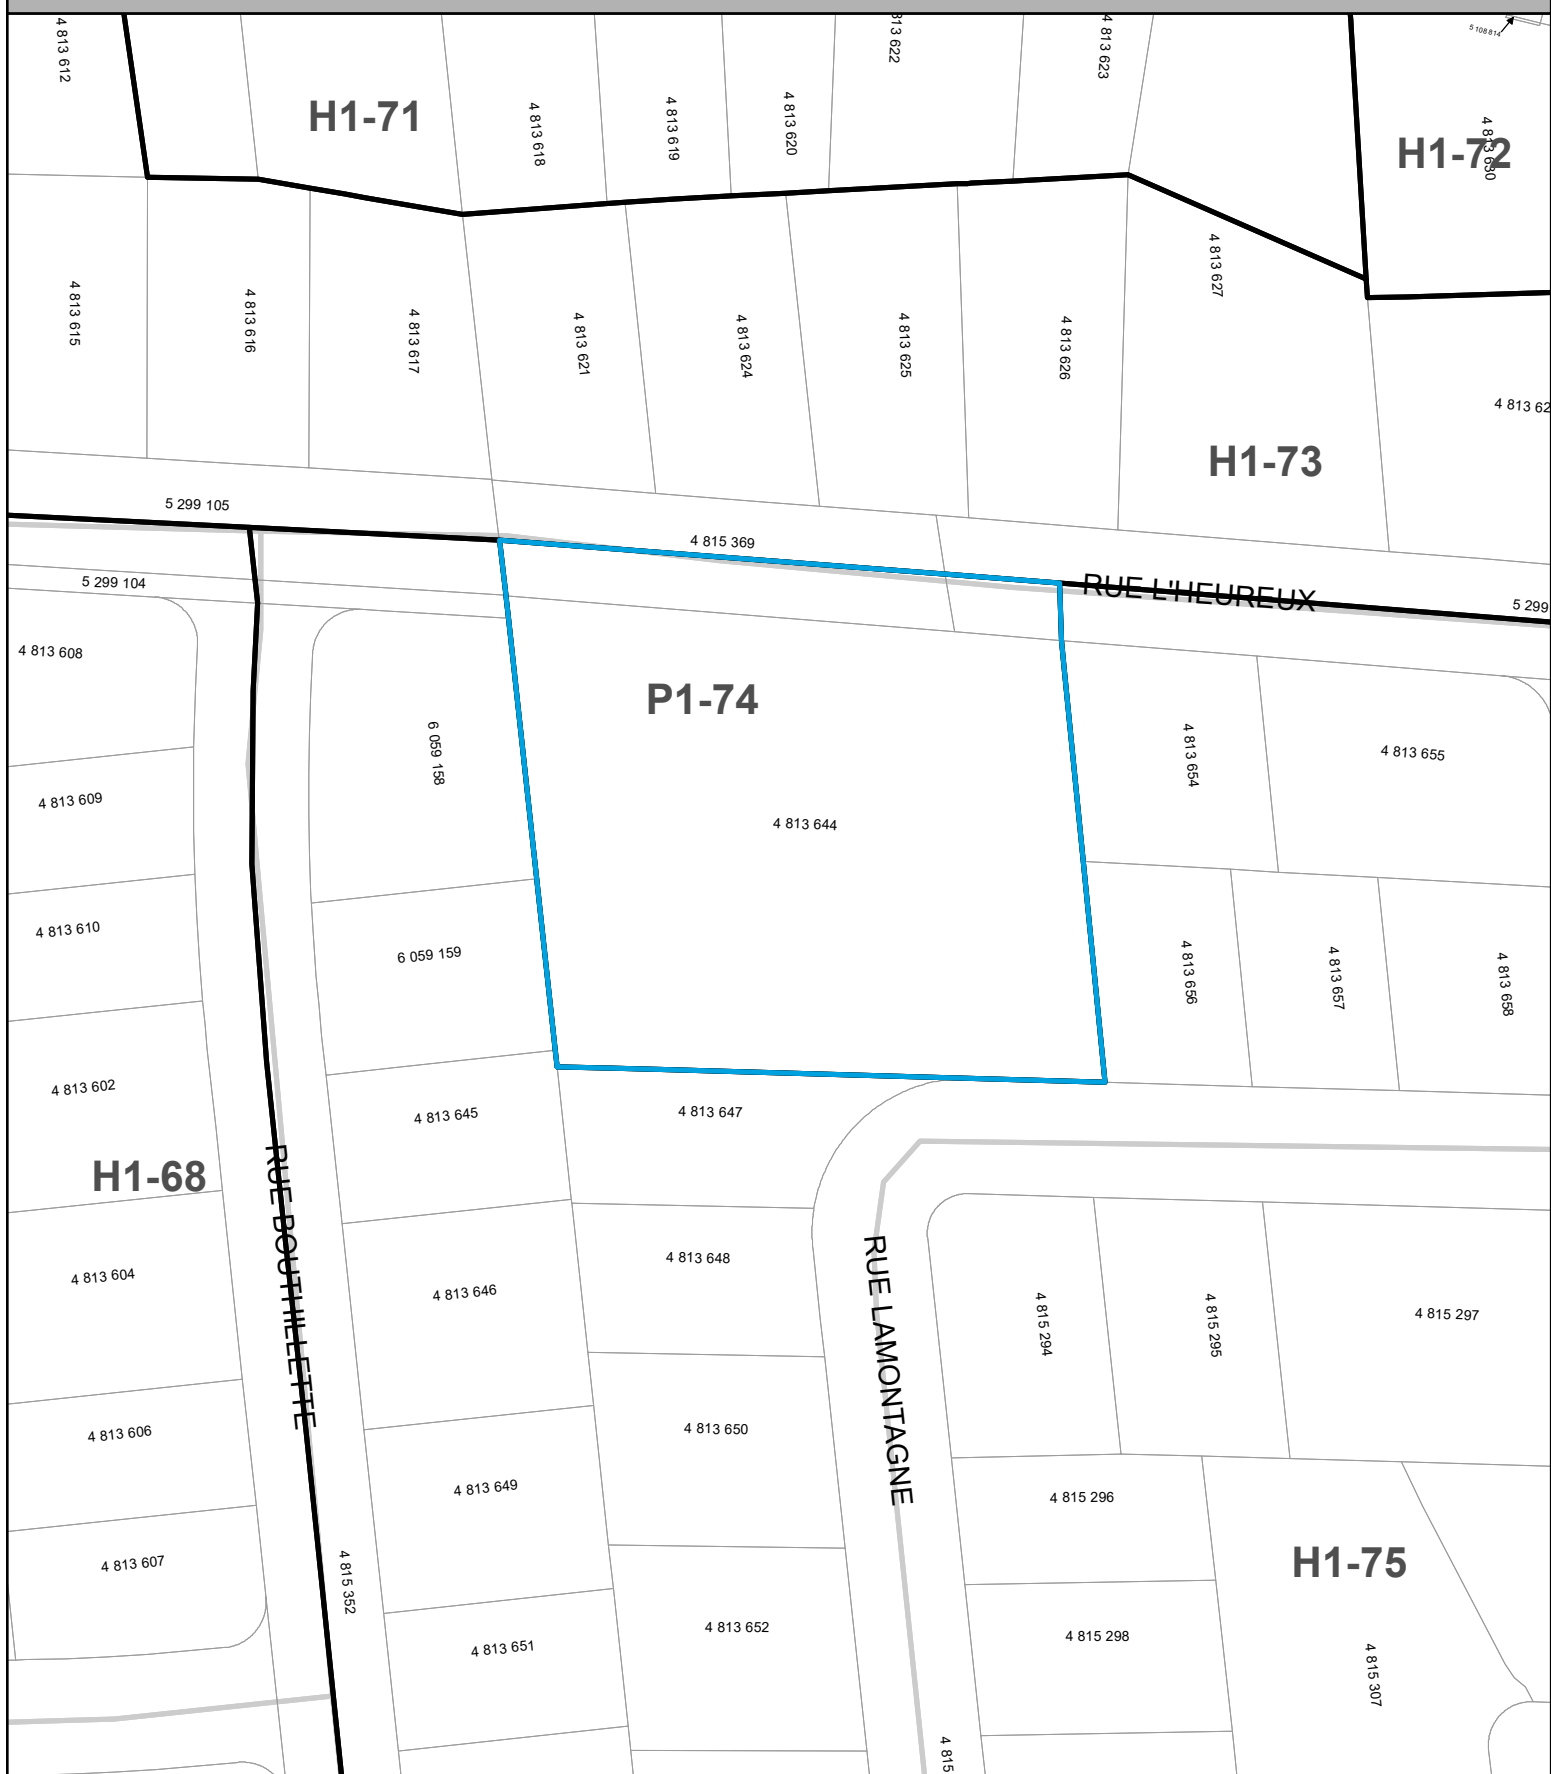 4 813 612
813 622
4 813 623
5 108 814
H1-71
4 813 618
4 813 619
4 813 620
H1-72
4 813 630
4 813 627
4 813 615
4 813 616
4 813 617
4 813 621
4 813 624
4 813 625
4 813 626
4 813 62
H1-73
5 299 105
4 815 369
5 299 104
RUE L'HEUREUX
5 299
4 813 608
P1-74
6 059 158
4 813 654
4 813 655
4 813 609
4 813 644
4 813 610
6 059 159
4 813 656
4 813 657
4 813 658
4 813 602
4 813 645
4 813 647
H1-68
RUE BOUTHILLETTE
4 813 604
4 813 646
4 813 648
RUE LAMONTAGNE
4 815 294
4 815 295
4 815 297
4 813 606
4 813 650
4 813 649
4 815 296
4 813 607
4 815 352
H1-75
4 813 651
4 813 652
4 815 298
4 815 307
4 815